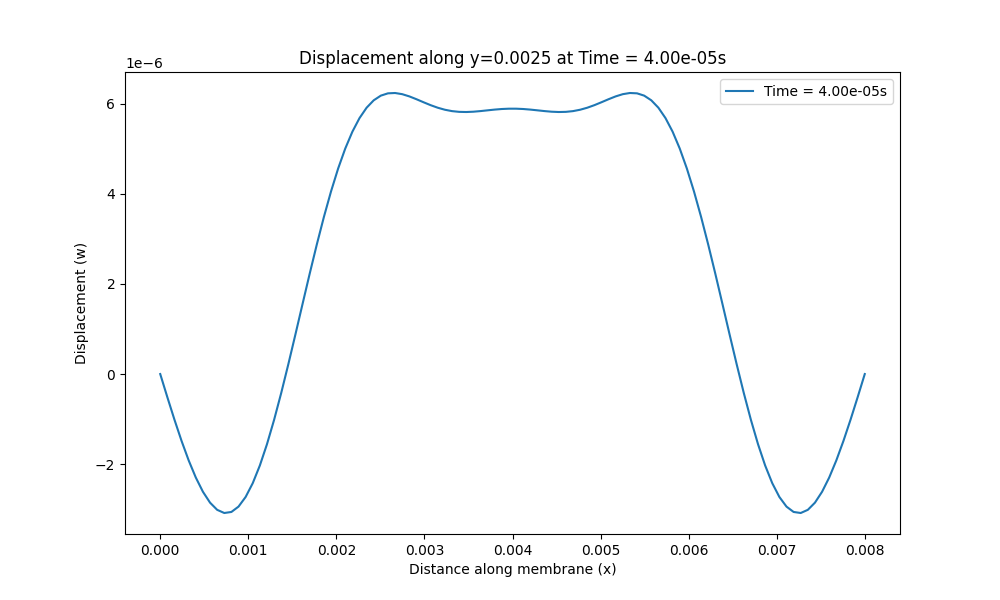 Displacement along y=0.0025 at Time = 4.00e-05s
1e−6
Time = 4.00e-05s
6
4
2
0
−2
Displacement (w)
0.000 0.001 0.002 0.003 0.004 0.005 0.006 0.007 0.008
Distance along membrane (x)